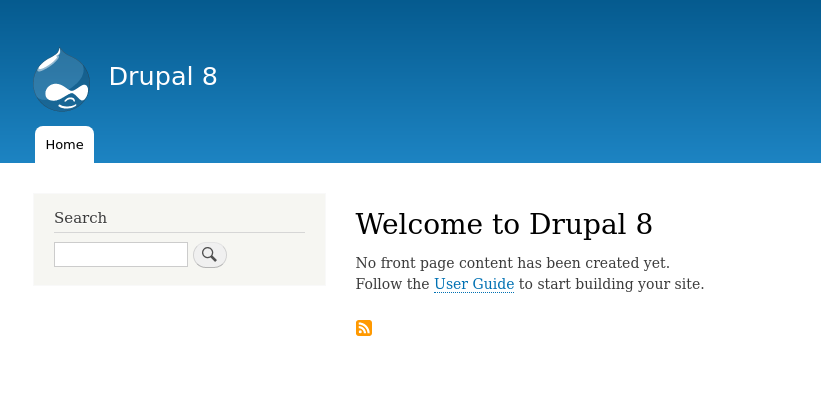 Drupal 8
Home
Search
Welcome to Drupal 8
No front page content has been created yet.
Follow the User Guide to start building your site.